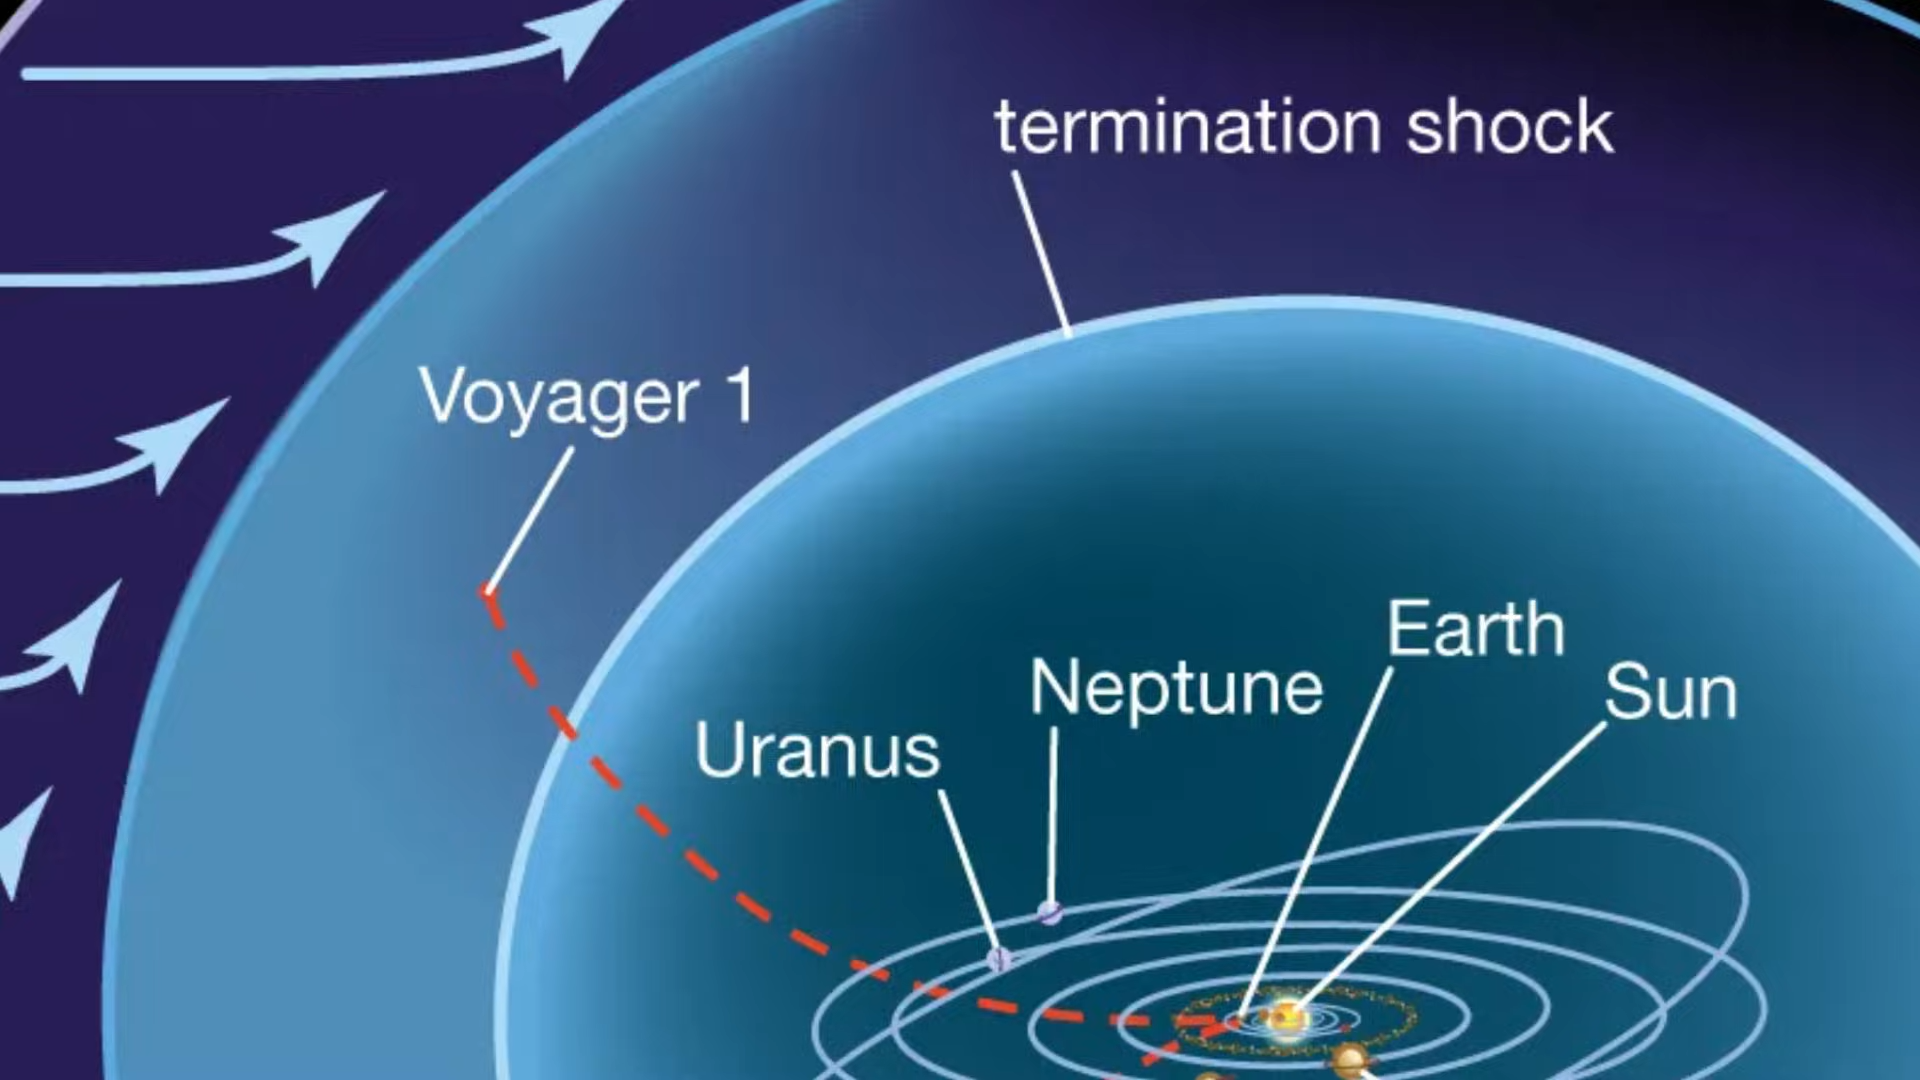 termination shock
Voyager 1
Earth
Neptune
Sun
Uranus